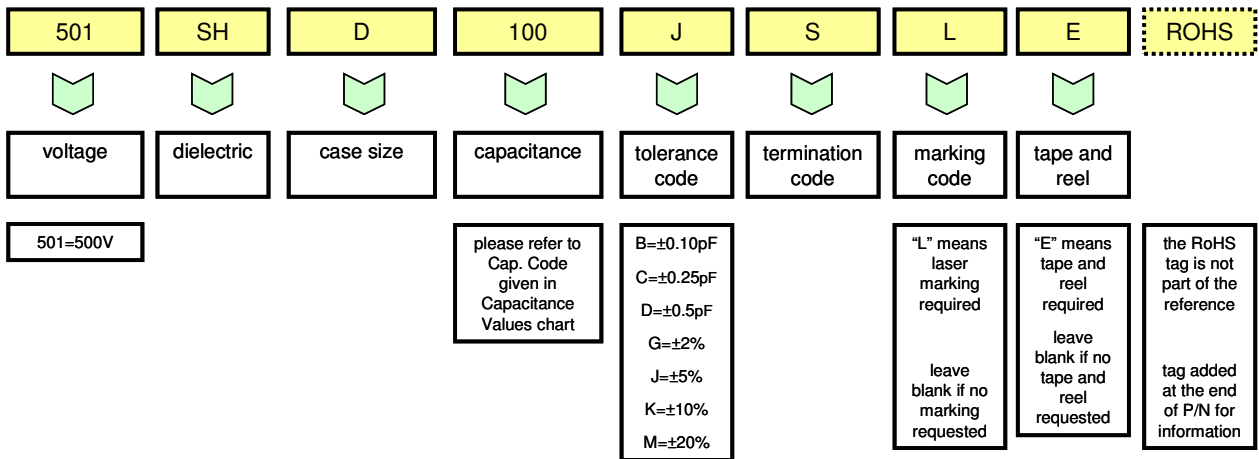 501 SH D 100 J S L E ROHS
voltage
dielectric
case size
capacitance
tolerance
code
termination
code
marking
code
tape and
reel
501=500V
please refer to
Cap. Code
given in
Capacitance
Values chart
B=±0.10pF
C=±0.25pF
D=±0.5pF
G=±2%
J=±5%
K=±10%
M=±20%
“L” means
laser
marking
required
leave
blank if no
marking
requested
“E” means
tape and
reel
required
leave
blank if no
tape and
reel
requested
the RoHS
tag is not
part of the
reference
tag added
at the end
of P/N for
information